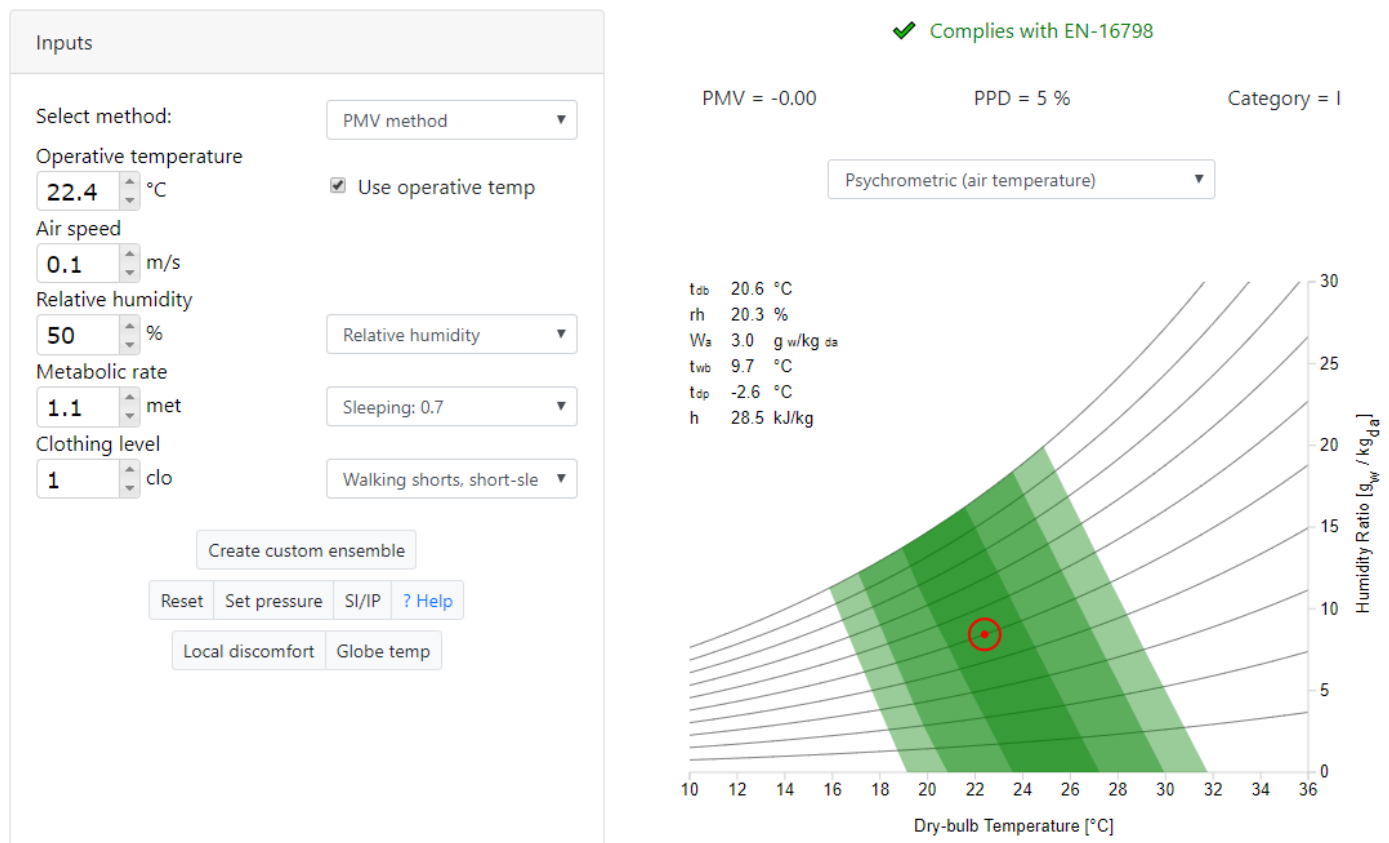 Inputs
Select method:
PMV method
Operative temperature
22.4 °C
Use operative temp
Air speed
0.1 m/s
Relative humidity
50 %
Relative humidity
Metabolic rate
1.1 met
Sleeping: 0.7
Clothing level
1 clo
Walking shorts, short-sle
Create custom ensemble
Reset Set pressure SI/IP ? Help
Local discomfort Globe temp
Complies with EN-16798
PMV = -0.00 PPD = 5 % Category = I
Psychrometric (air temperature)
tdb 20.6 °C
rh 20.3 %
Wa 3.0 g w/kg da
twb 9.7 °C
tdp -2.6 °C
h 28.5 kJ/kg
30
25
20
15
10
5
0
Humidity Ratio [gw / kgda]
10 12 14 16 18 20 22 24 26 28 30 32 34 36
Dry-bulb Temperature [°C]